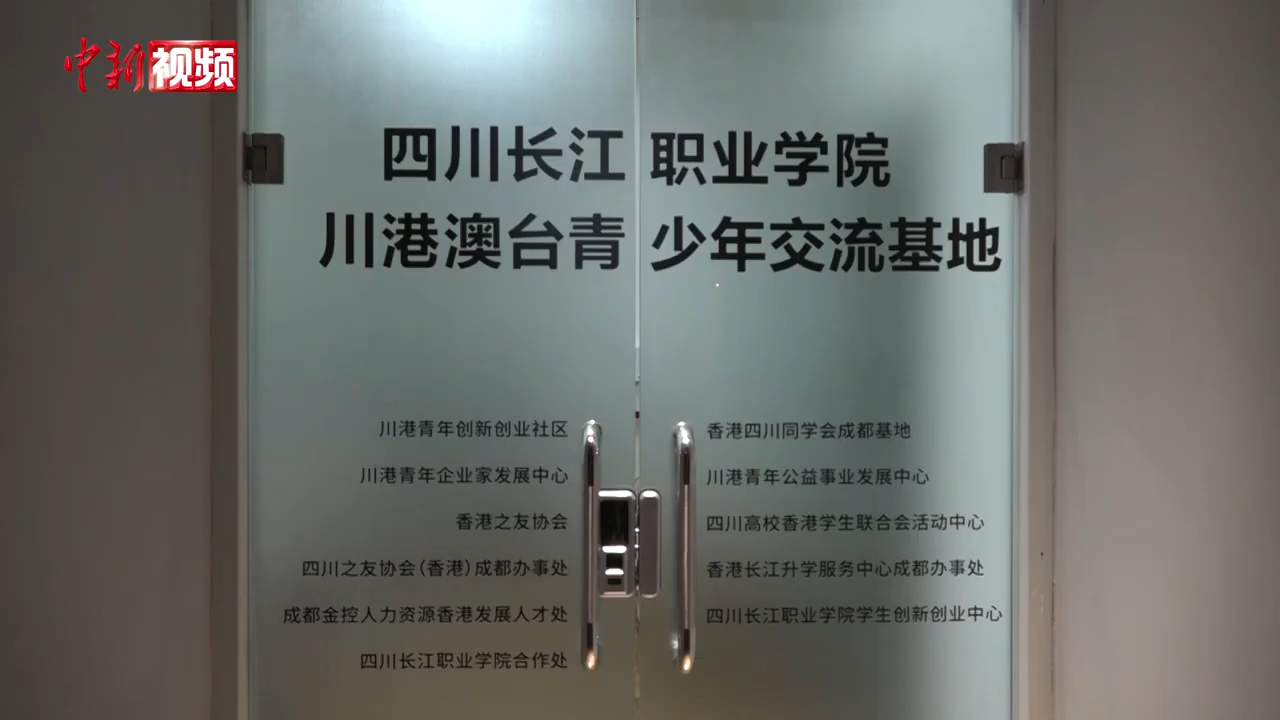 中新视频
四川长江职业学院
川港澳台青少年交流基地
川港青年创新创业社区
川港青年企业家发展中心
香港之友协会
四川之友协会(香港)成都办事处
成都金控人力资源香港发展人才处
四川长江职业学院合作处
香港四川同学会成都基地
川港青年公益事业发展中心
四川高校香港学生联合会活动中心
香港长江升学服务中心成都办事处
四川长江职业学院学生创新创业中心